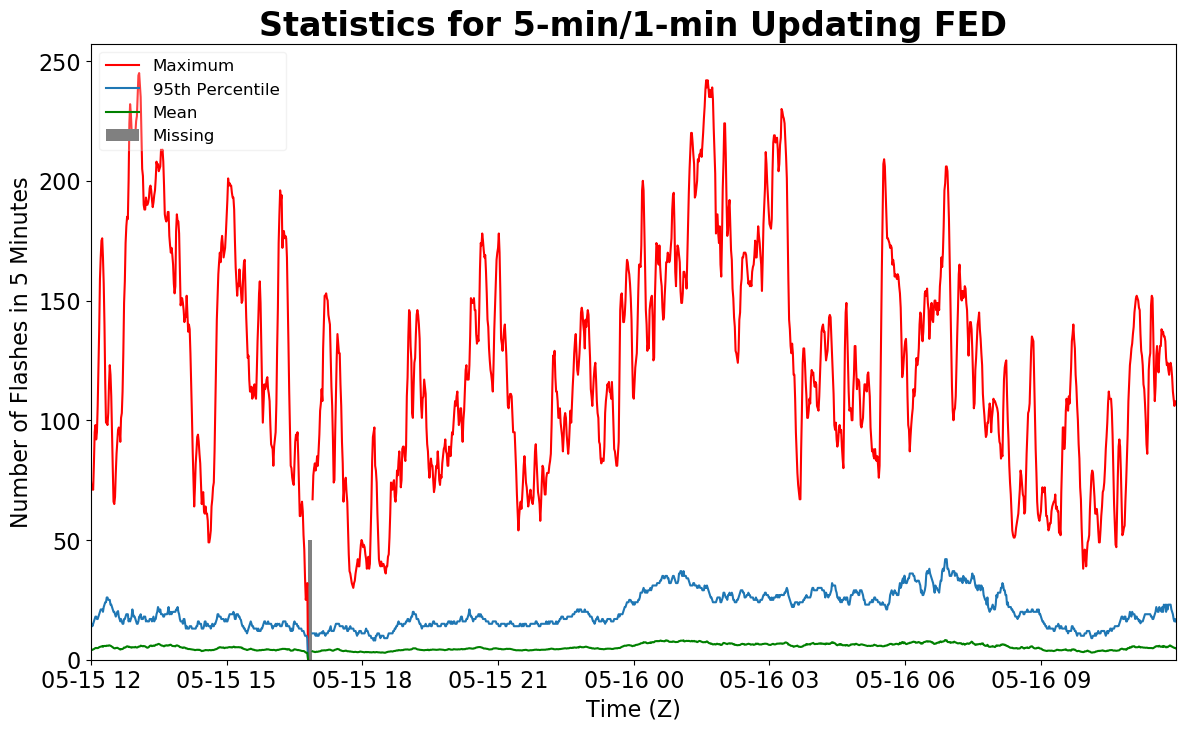 Statistics for 5-min/1-min Updating FED
Number of Flashes in 5 Minutes
250
200
150
100
50
0
Maximum
95th Percentile
Mean
Missing
05-15 12 05-15 15 05-15 18 05-15 21 05-16 00 05-16 03 05-16 06 05-16 09
Time (Z)